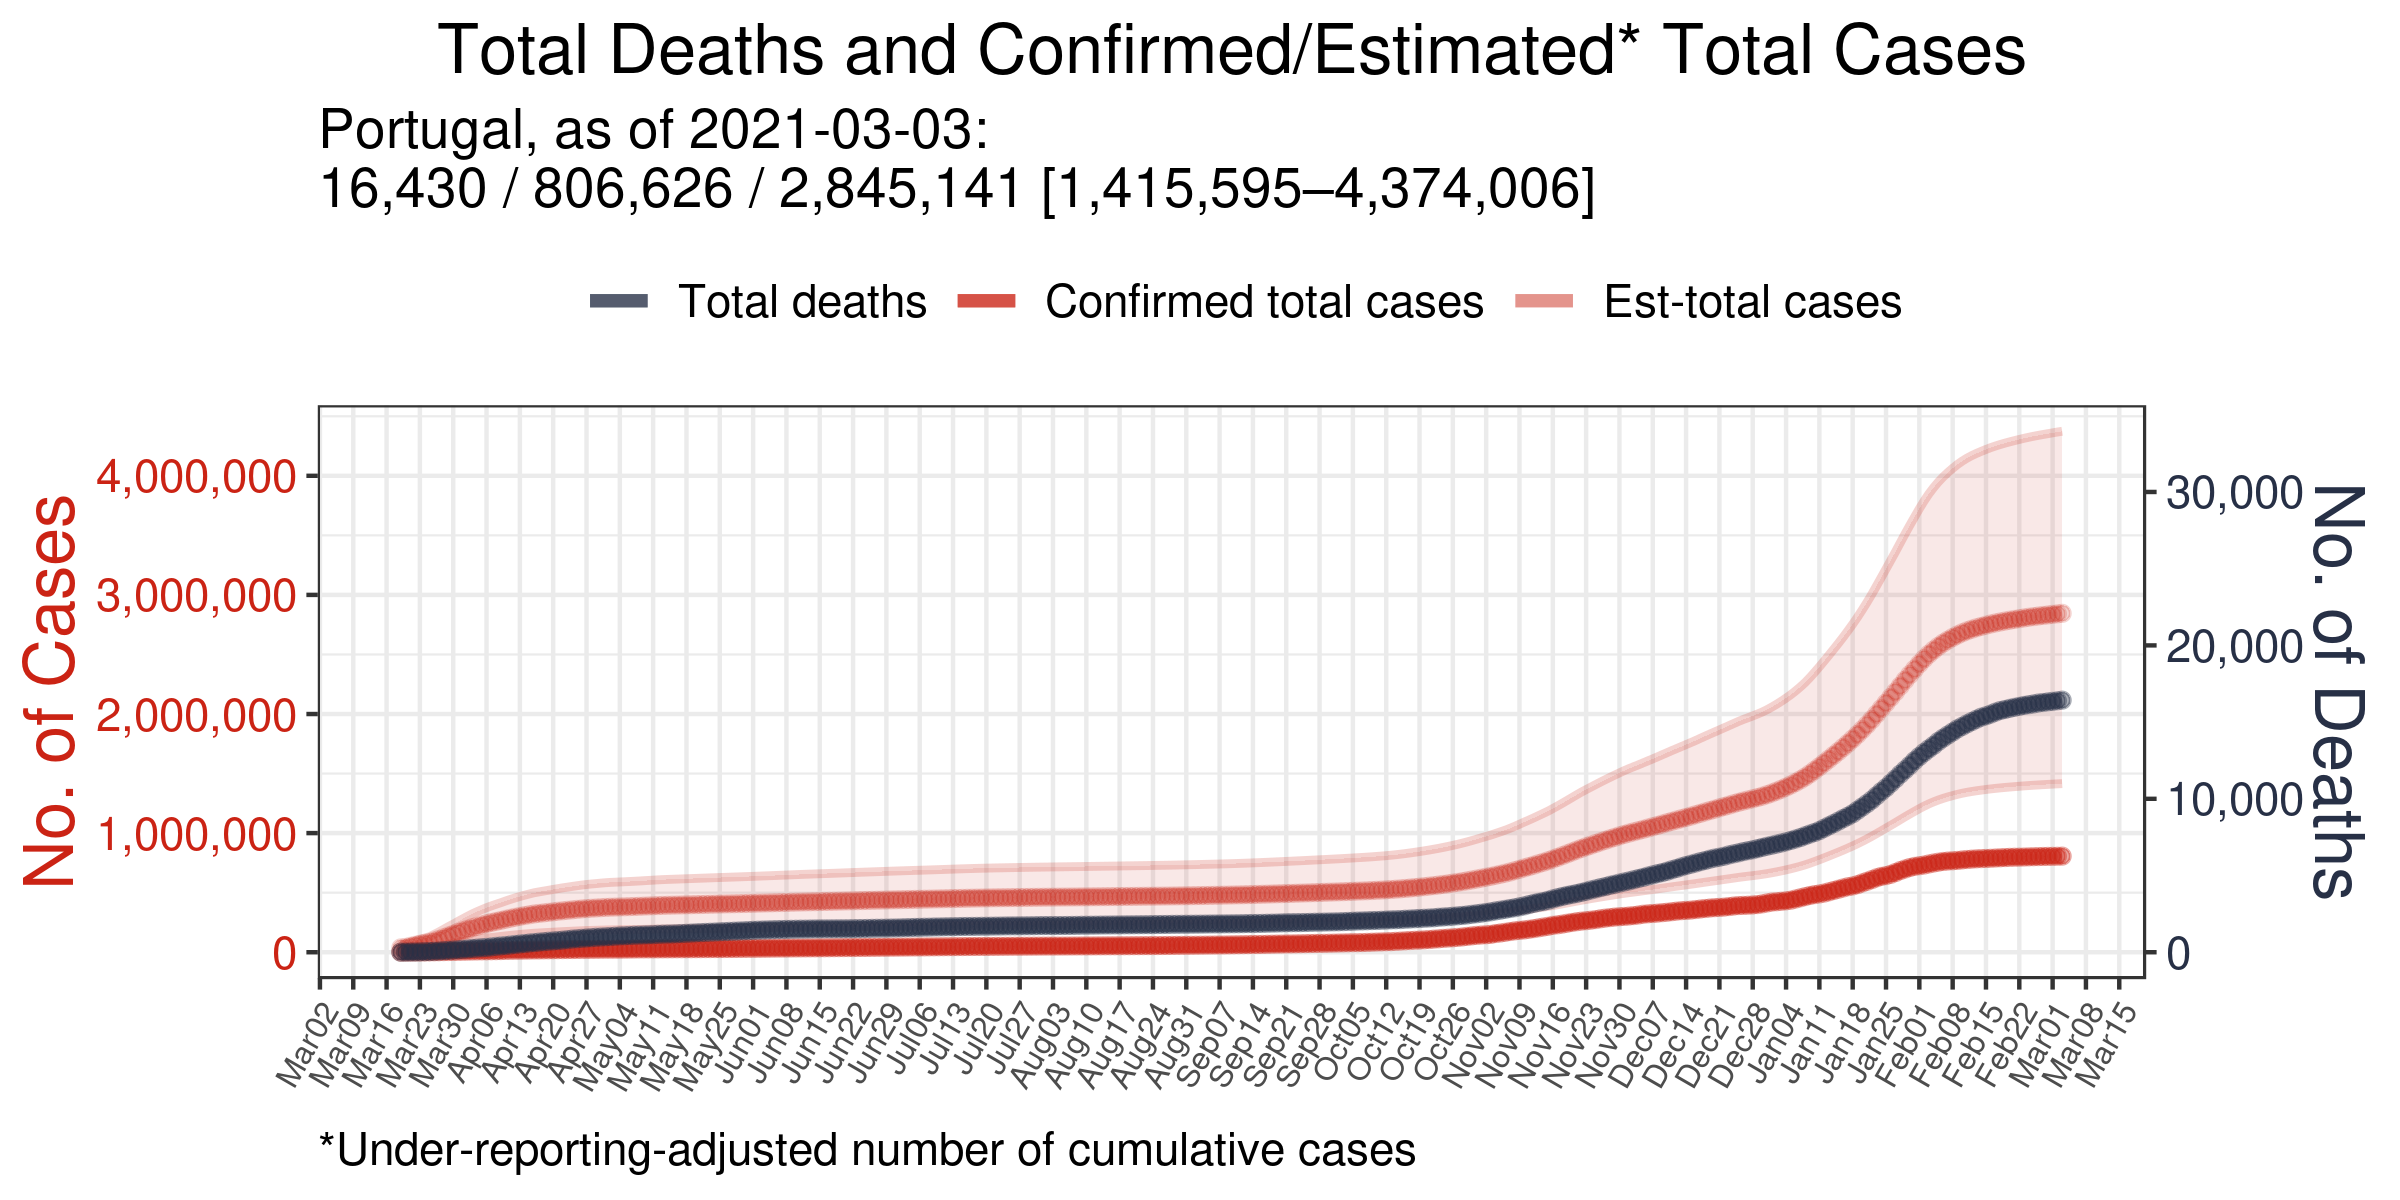 Total Deaths and Confirmed/Estimated* Total Cases
Portugal, as of 2021-03-03:
16,430 / 806,626 / 2,845,141 [1,415,595–4,374,006]
Total deaths
Confirmed total cases
Est-total cases
No. of Cases
4,000,000
3,000,000
2,000,000
1,000,000
0
30,000
20,000
10,000
0
No. of Deaths
Mar02
Mar09
Mar16
Mar23
Mar30
Apr06
Apr13
Apr20
Apr27
May04
May11
May18
May25
Jun01
Jun08
Jun15
Jun22
Jun29
Jul06
Jul13
Jul20
Jul27
Aug03
Aug10
Aug17
Aug24
Aug31
Sep07
Sep14
Sep21
Sep28
Oct05
Oct12
Oct19
Oct26
Nov02
Nov09
Nov16
Nov23
Nov30
Dec07
Dec14
Dec21
Dec28
Jan04
Jan11
Jan18
Jan25
Feb01
Feb08
Feb15
Feb22
Mar01
Mar08
Mar15
*Under-reporting-adjusted number of cumulative cases